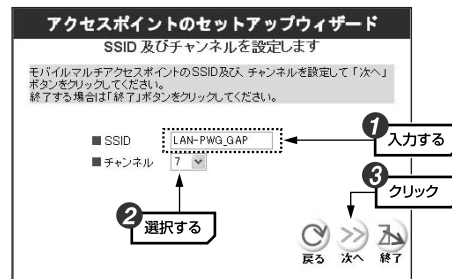 アクセスポイントのセットアップウィザード
SSID 及びチャンネルを設定します
モバイルマルチアクセスポイントのSSID及び、チャンネルを設定して「次へ」
ボタンをクリックしてください。
終了する場合は「終了」ボタンをクリックしてください。
■ SSID LAN-PWG_GAP
1 入力する
■ チャンネル 7
3 クリック
2 選択する
戻る 次へ 終了